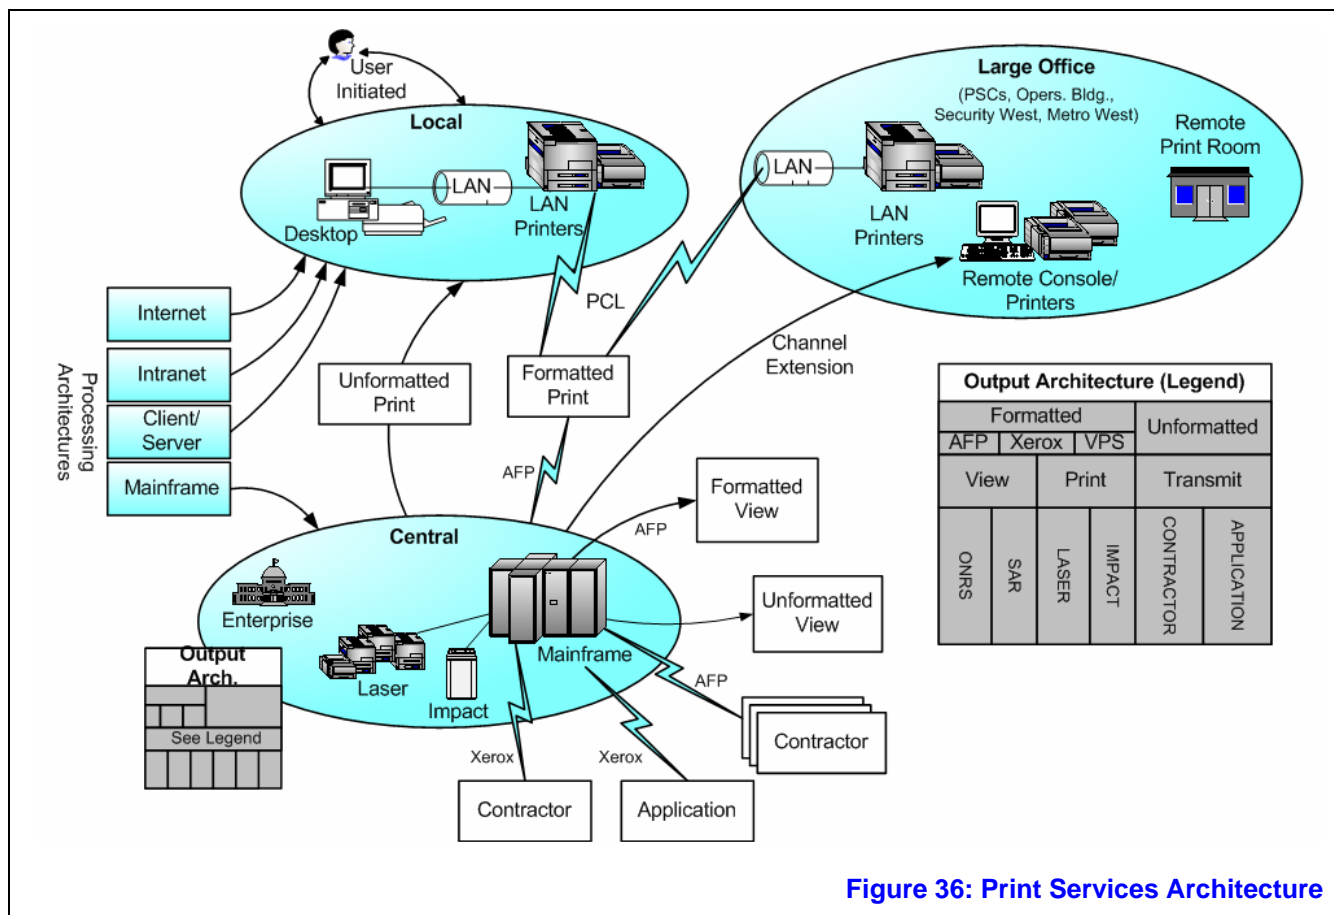 User
Initiated
Local
Desktop
LAN
LAN
Printers
Large Office
(PSCs, Opers. Bldg.,
Security West, Metro West)
Remote
Print Room
LAN
LAN
Printers
Remote Console/
Printers
Processing
Architectures
Internet
Intranet
Client/
Server
Mainframe
Unformatted
Print
Formatted
Print
PCL
AFP
Channel
Extension
Output Architecture (Legend)
Formatted
Unformatted
AFP
Xerox
VPS
View
Print
Transmit
ONRS
SAR
LASER
IMPACT
CONTRACTOR
APPLICATION
Central
Enterprise
Laser
Impact
Mainframe
AFP
Formatted
View
Unformatted
View
AFP
Contractor
Xerox
Contractor
Xerox
Application
Output
Arch.
See Legend
Figure 36: Print Services Architecture